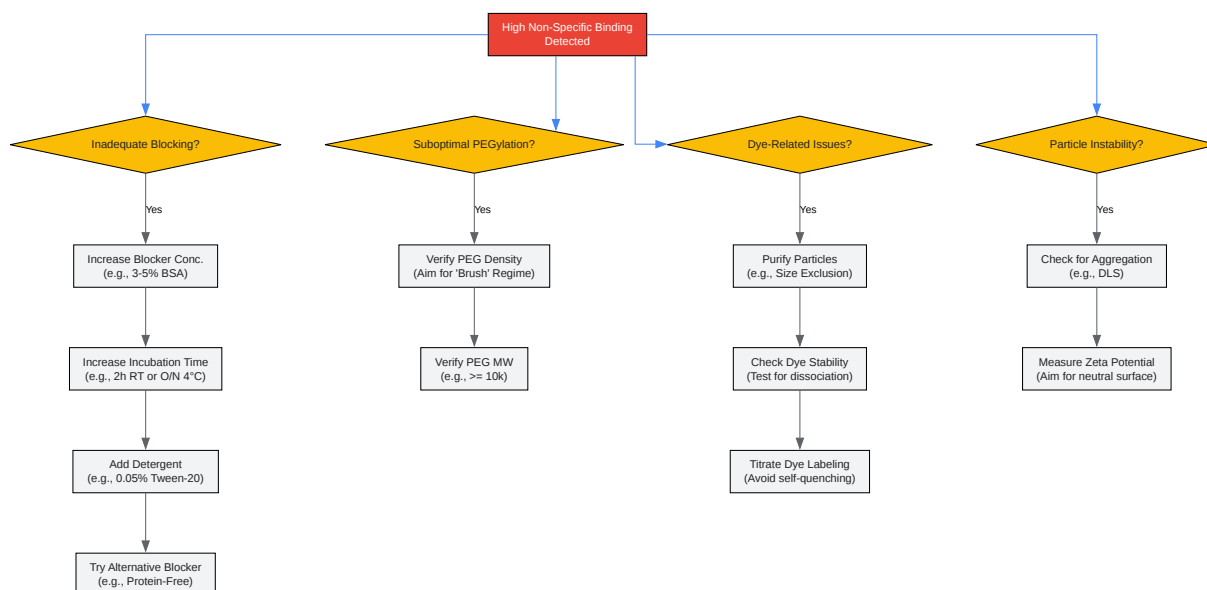 High Non-Specific Binding
Detected
Inadequate Blocking?
Suboptimal PEGylation?
Dye-Related Issues?
Particle Instability?
Yes
Yes
Yes
Yes
Increase Blocker Conc.
(e.g., 3-5% BSA)
Verify PEG Density
(Aim for 'Brush' Regime)
Purify Particles
(e.g., Size Exclusion)
Check for Aggregation
(e.g., DLS)
Increase Incubation Time
(e.g., 2h RT or O/N 4°C)
Verify PEG MW
(e.g., >= 10k)
Check Dye Stability
(Test for dissociation)
Measure Zeta Potential
(Aim for neutral surface)
Add Detergent
(e.g., 0.05% Tween-20)
Titrate Dye Labeling
(Avoid self-quenching)
Try Alternative Blocker
(e.g., Protein-Free)